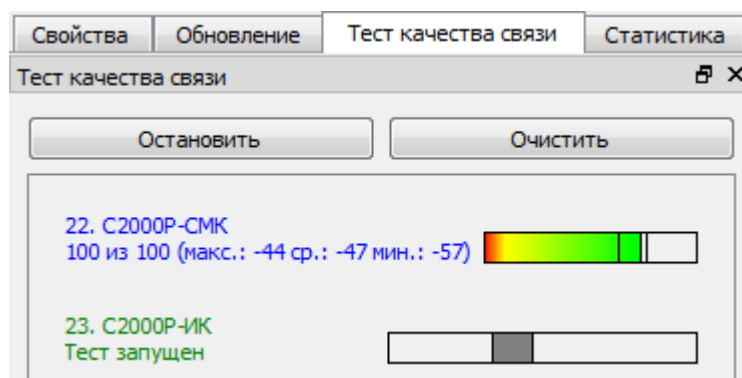 Свойства Обновление Тест качества связи Статистика
Тест качества связи
Остановить Очистить
22. С2000Р-СМК
100 из 100 (макс.: -44 ср.: -47 мин.: -57)
23. С2000Р-ИК
Тест запущен